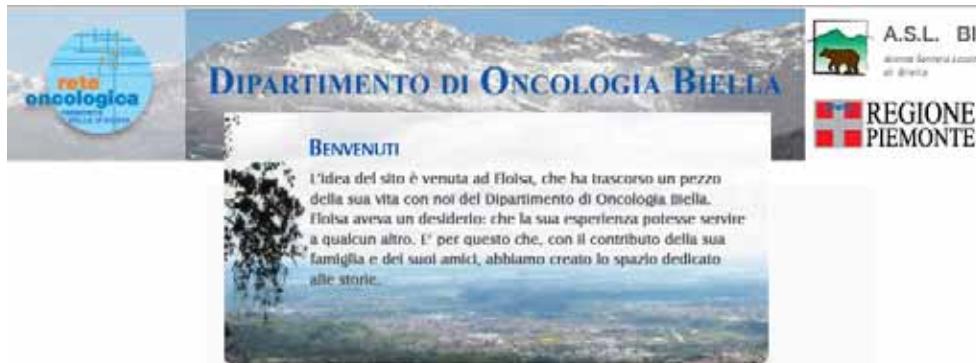 rete
oncologica
DIPARTIMENTO DI ONCOLOGIA BIELLA
A.S.L. BI
di Biella
REGIONE
PIEMONTE
BENVENUTI
L'idea del sito è venuta ad Eloisa, che ha trascorso un pezzo
della sua vita con noi del Dipartimento di Oncologia Biella.
Eloisa aveva un desiderio: che la sua esperienza potesse servire
a qualcun altro. E' per questo che, con il contributo della sua
famiglia e dei suoi amici, abbiamo creato lo spazio dedicato
alle storie.